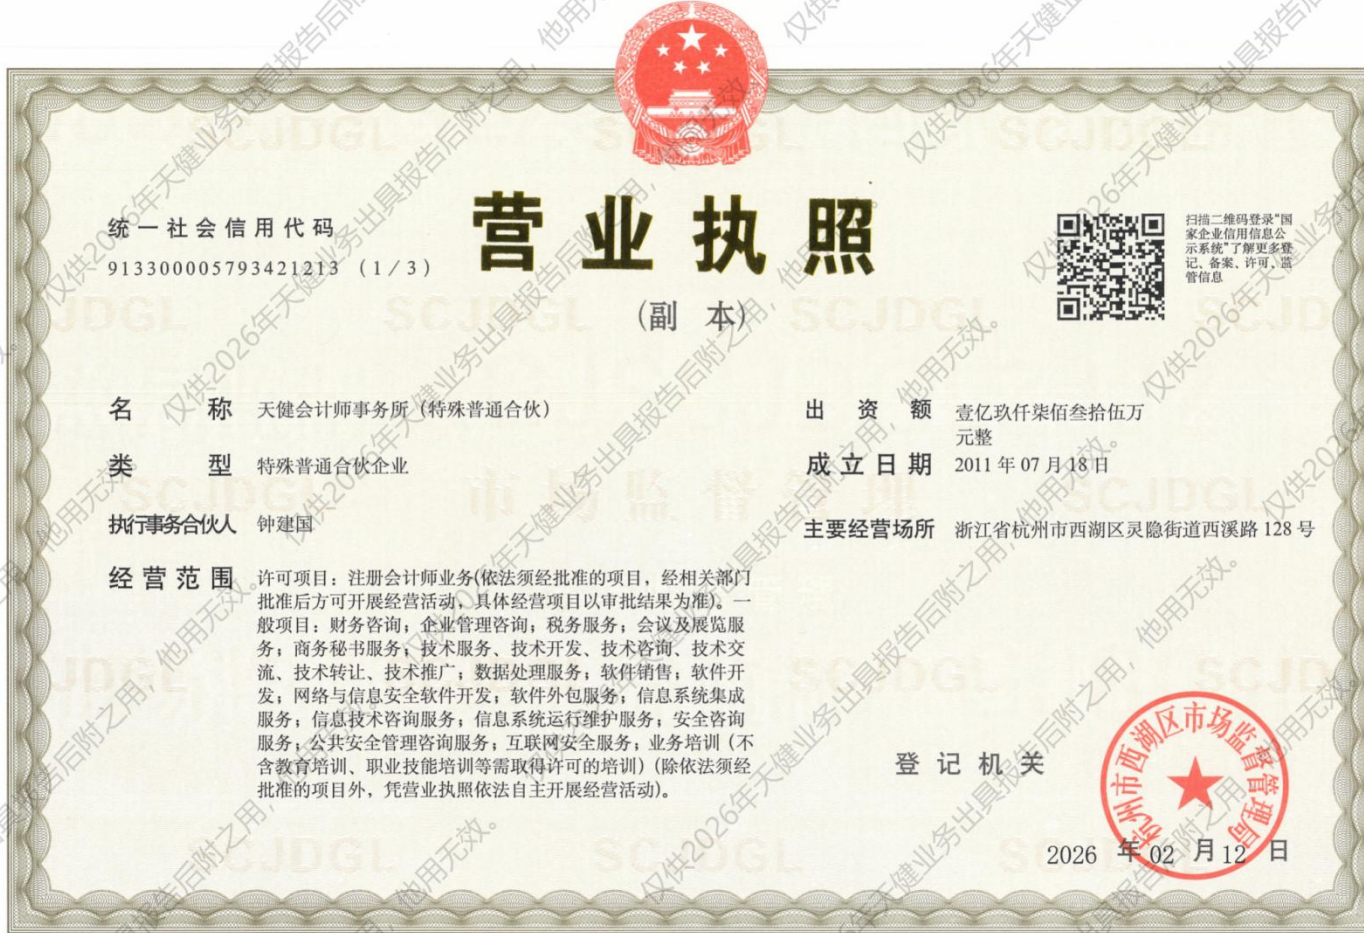 营业执照
（副 本）
统一社会信用代码
913300005793421213 （1/3）
扫描二维码登录“国
家企业信用信息公
示系统”了解更多登
记、备案、许可、监
管信息
名 称 天健会计师事务所（特殊普通合伙）
类 型 特殊普通合伙企业
执行事务合伙人 钟建国
经营范围 许可项目：注册会计师业务(依法须经批准的项目，经相关部门
批准后方可开展经营活动，具体经营项目以审批结果为准)。一
般项目：财务咨询；企业管理咨询；税务服务；会议及展览服
务；商务秘书服务；技术服务、技术开发、技术咨询、技术交
流、技术转让、技术推广；数据处理服务；软件销售；软件开
发；网络与信息安全软件开发；软件外包服务；信息系统集成
服务；信息技术咨询服务；信息系统运行维护服务；安全咨询
服务；公共安全管理咨询服务；互联网安全服务；业务培训（不
含教育培训、职业技能培训等需取得许可的培训）(除依法须经
批准的项目外，凭营业执照依法自主开展经营活动)。
出 资 额 壹亿玖仟柒佰叁拾伍万
元整
成立日期 2011 年 07 月 18 日
主要经营场所 浙江省杭州市西湖区灵隐街道西溪路 128 号
登记机关
杭州市西湖区市场监督管理局
2026 年 02 月 12 日
仅供2026年天健业务出具报告后附之用，他用无效。
SCJDGL
市场监督管理